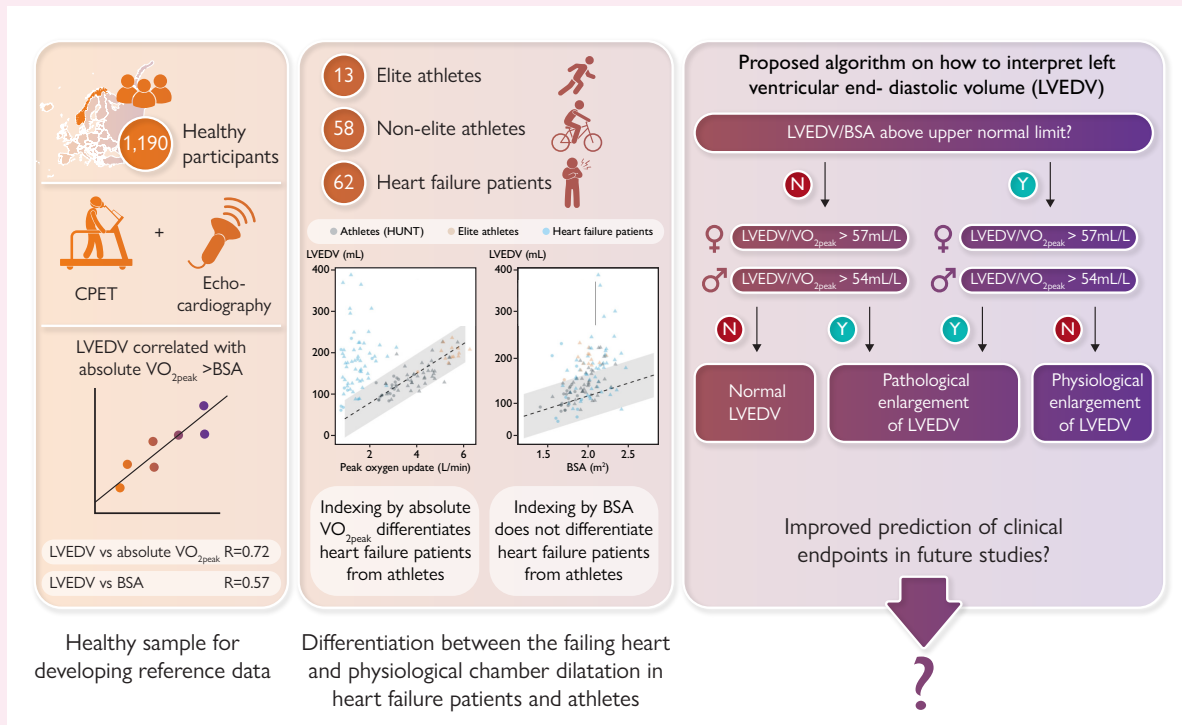 1,190
Healthy
participants
CPET
+
Echo-
cardiography
LVEDV correlated with
absolute VO2peak >BSA
LVEDV vs absolute VO2peak R=0.72
LVEDV vs BSA R=0.57
Healthy sample for
developing reference data
13 Elite athletes
58 Non-elite athletes
62 Heart failure patients
Athletes (HUNT) Elite athletes Heart failure patients
LVEDV (mL)
400
300
200
100
0
2 4 6
Peak oxygen update (L/min)
LVEDV (mL)
400
300
200
100
0
1.5 2.0 2.5
BSA (m²)
Indexing by absolute
VO2peak differentiates
heart failure patients
from athletes
Indexing by BSA
does not differentiate
heart failure patients
from athletes
Differentiation between the failing heart
and physiological chamber dilatation in
heart failure patients and athletes
Proposed algorithm on how to interpret left
ventricular end- diastolic volume (LVEDV)
LVEDV/BSA above upper normal limit?
N Y
♀ LVEDV/VO2peak > 57mL/L ♀ LVEDV/VO2peak > 57mL/L
♂ LVEDV/VO2peak > 54mL/L ♂ LVEDV/VO2peak > 54mL/L
N Y Y N
Normal
LVEDV
Pathological
enlargement
of LVEDV
Physiological
enlargement
of LVEDV
Improved prediction of clinical
endpoints in future studies?
?